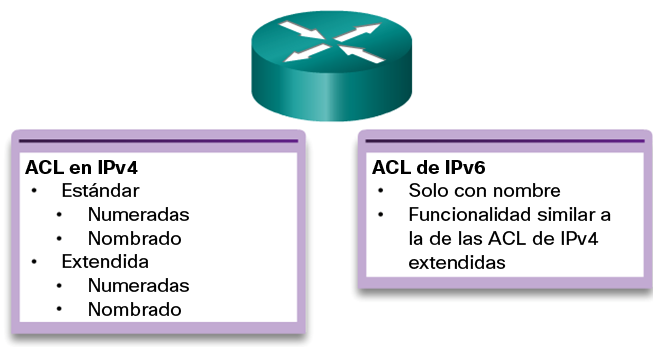 ACL en IPv4
• Estándar
• Numeradas
• Nombrado
• Extendida
• Numeradas
• Nombrado
ACL de IPv6
• Solo con nombre
• Funcionalidad similar a
la de las ACL de IPv4
extendidas